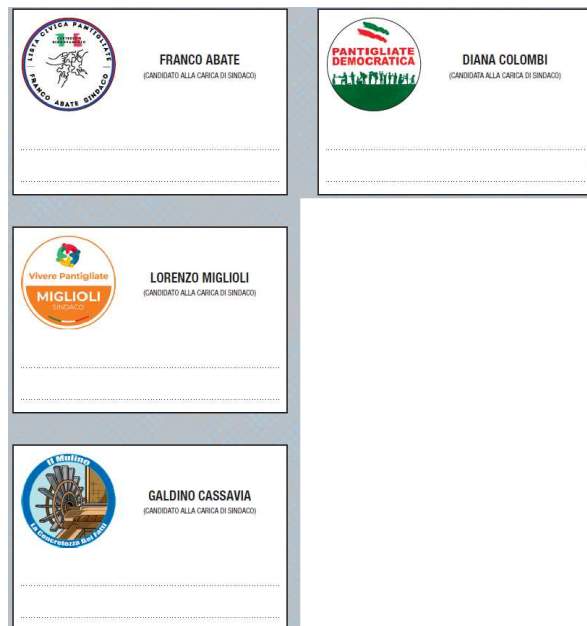 LISTA CIVICA PANTIGLIATE
FRANCO ABATE SINDACO
FRANCO ABATE
(CANDIDATO ALLA CARICA DI SINDACO)
PANTIGLIATE
DEMOCRATICA
DIANA COLOMBI
(CANDIDATA ALLA CARICA DI SINDACO)
Vivere Pantigliate
MIGLIOLI
SINDACO
LORENZO MIGLIOLI
(CANDIDATO ALLA CARICA DI SINDACO)
Il Mulino
La Concretezza Dei Fatti
GALDINO CASSAVIA
(CANDIDATO ALLA CARICA DI SINDACO)